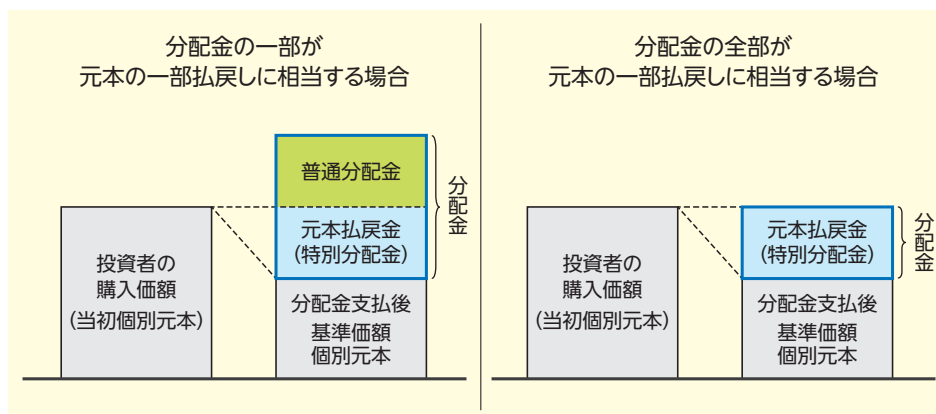 分配金の一部が
元本の一部払戻しに相当する場合
普通分配金
元本払戻金
(特別分配金)
分配金
投資者の
購入価額
(当初個別元本)
分配金支払後
基準価額
個別元本
分配金の全部が
元本の一部払戻しに相当する場合
元本払戻金
(特別分配金)
分配金
投資者の
購入価額
(当初個別元本)
分配金支払後
基準価額
個別元本